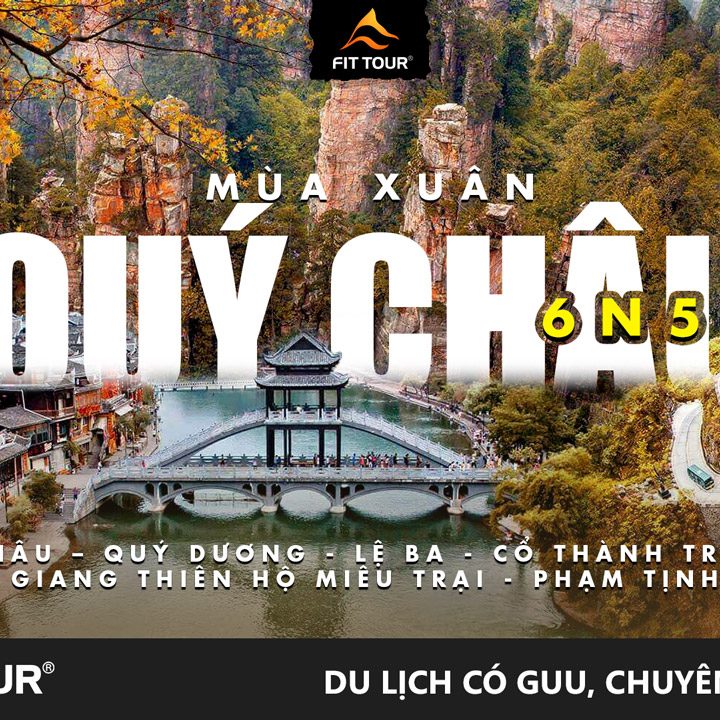 FIT TOUR®
MÙA XUÂN
QUÝ CHÂU
6N5
HÂU – QUÝ DƯƠNG - LỆ BA - CỔ THÀNH TR
GIANG THIÊN HỘ MIÊU TRẠI - PHẠM TỊNH
UR®
DU LỊCH CÓ GUU, CHUYÊN